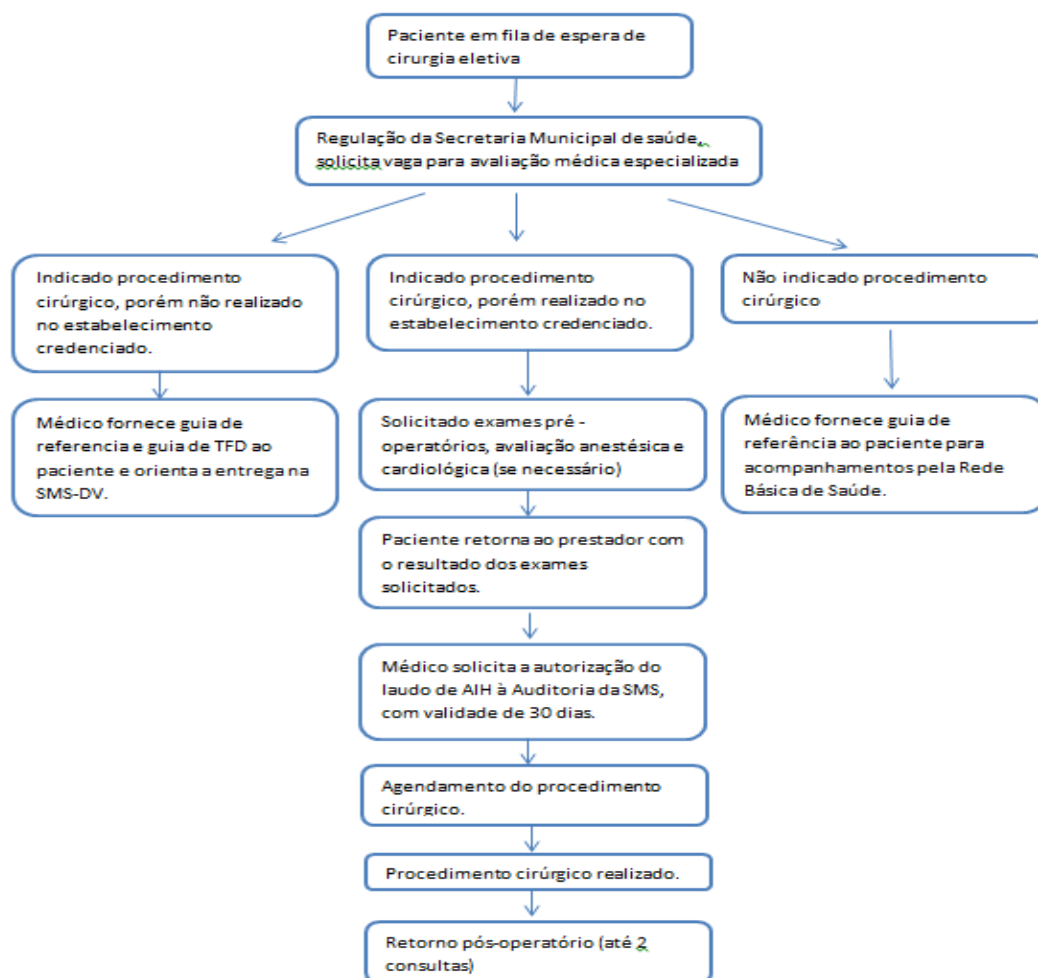 Paciente em fila de espera de
cirurgia eletiva
Regulação da Secretaria Municipal de saúde,
solicita vaga para avaliação médica especializada
Indicado procedimento
cirúrgico, porém não realizado
no estabelecimento
credenciado.
Indicado procedimento
cirúrgico, porém realizado no
estabelecimento credenciado.
Não indicado procedimento
cirúrgico
Médico fornece guia de
referencia e guia de TFD ao
paciente e orienta a entrega na
SMS-DV.
Solicitado exames pré -
operatórios, avaliação anestésica e
cardiológica (se necessário)
Médico fornece guia de
referência ao paciente para
acompanhamentos pela Rede
Básica de Saúde.
Paciente retorna ao prestador com
o resultado dos exames
solicitados.
Médico solicita a autorização do
laudo de AIH à Auditoria da SMS,
com validade de 30 dias.
Agendamento do procedimento
cirúrgico.
Procedimento cirúrgico realizado.
Retorno pós-operatório (até 2
consultas)